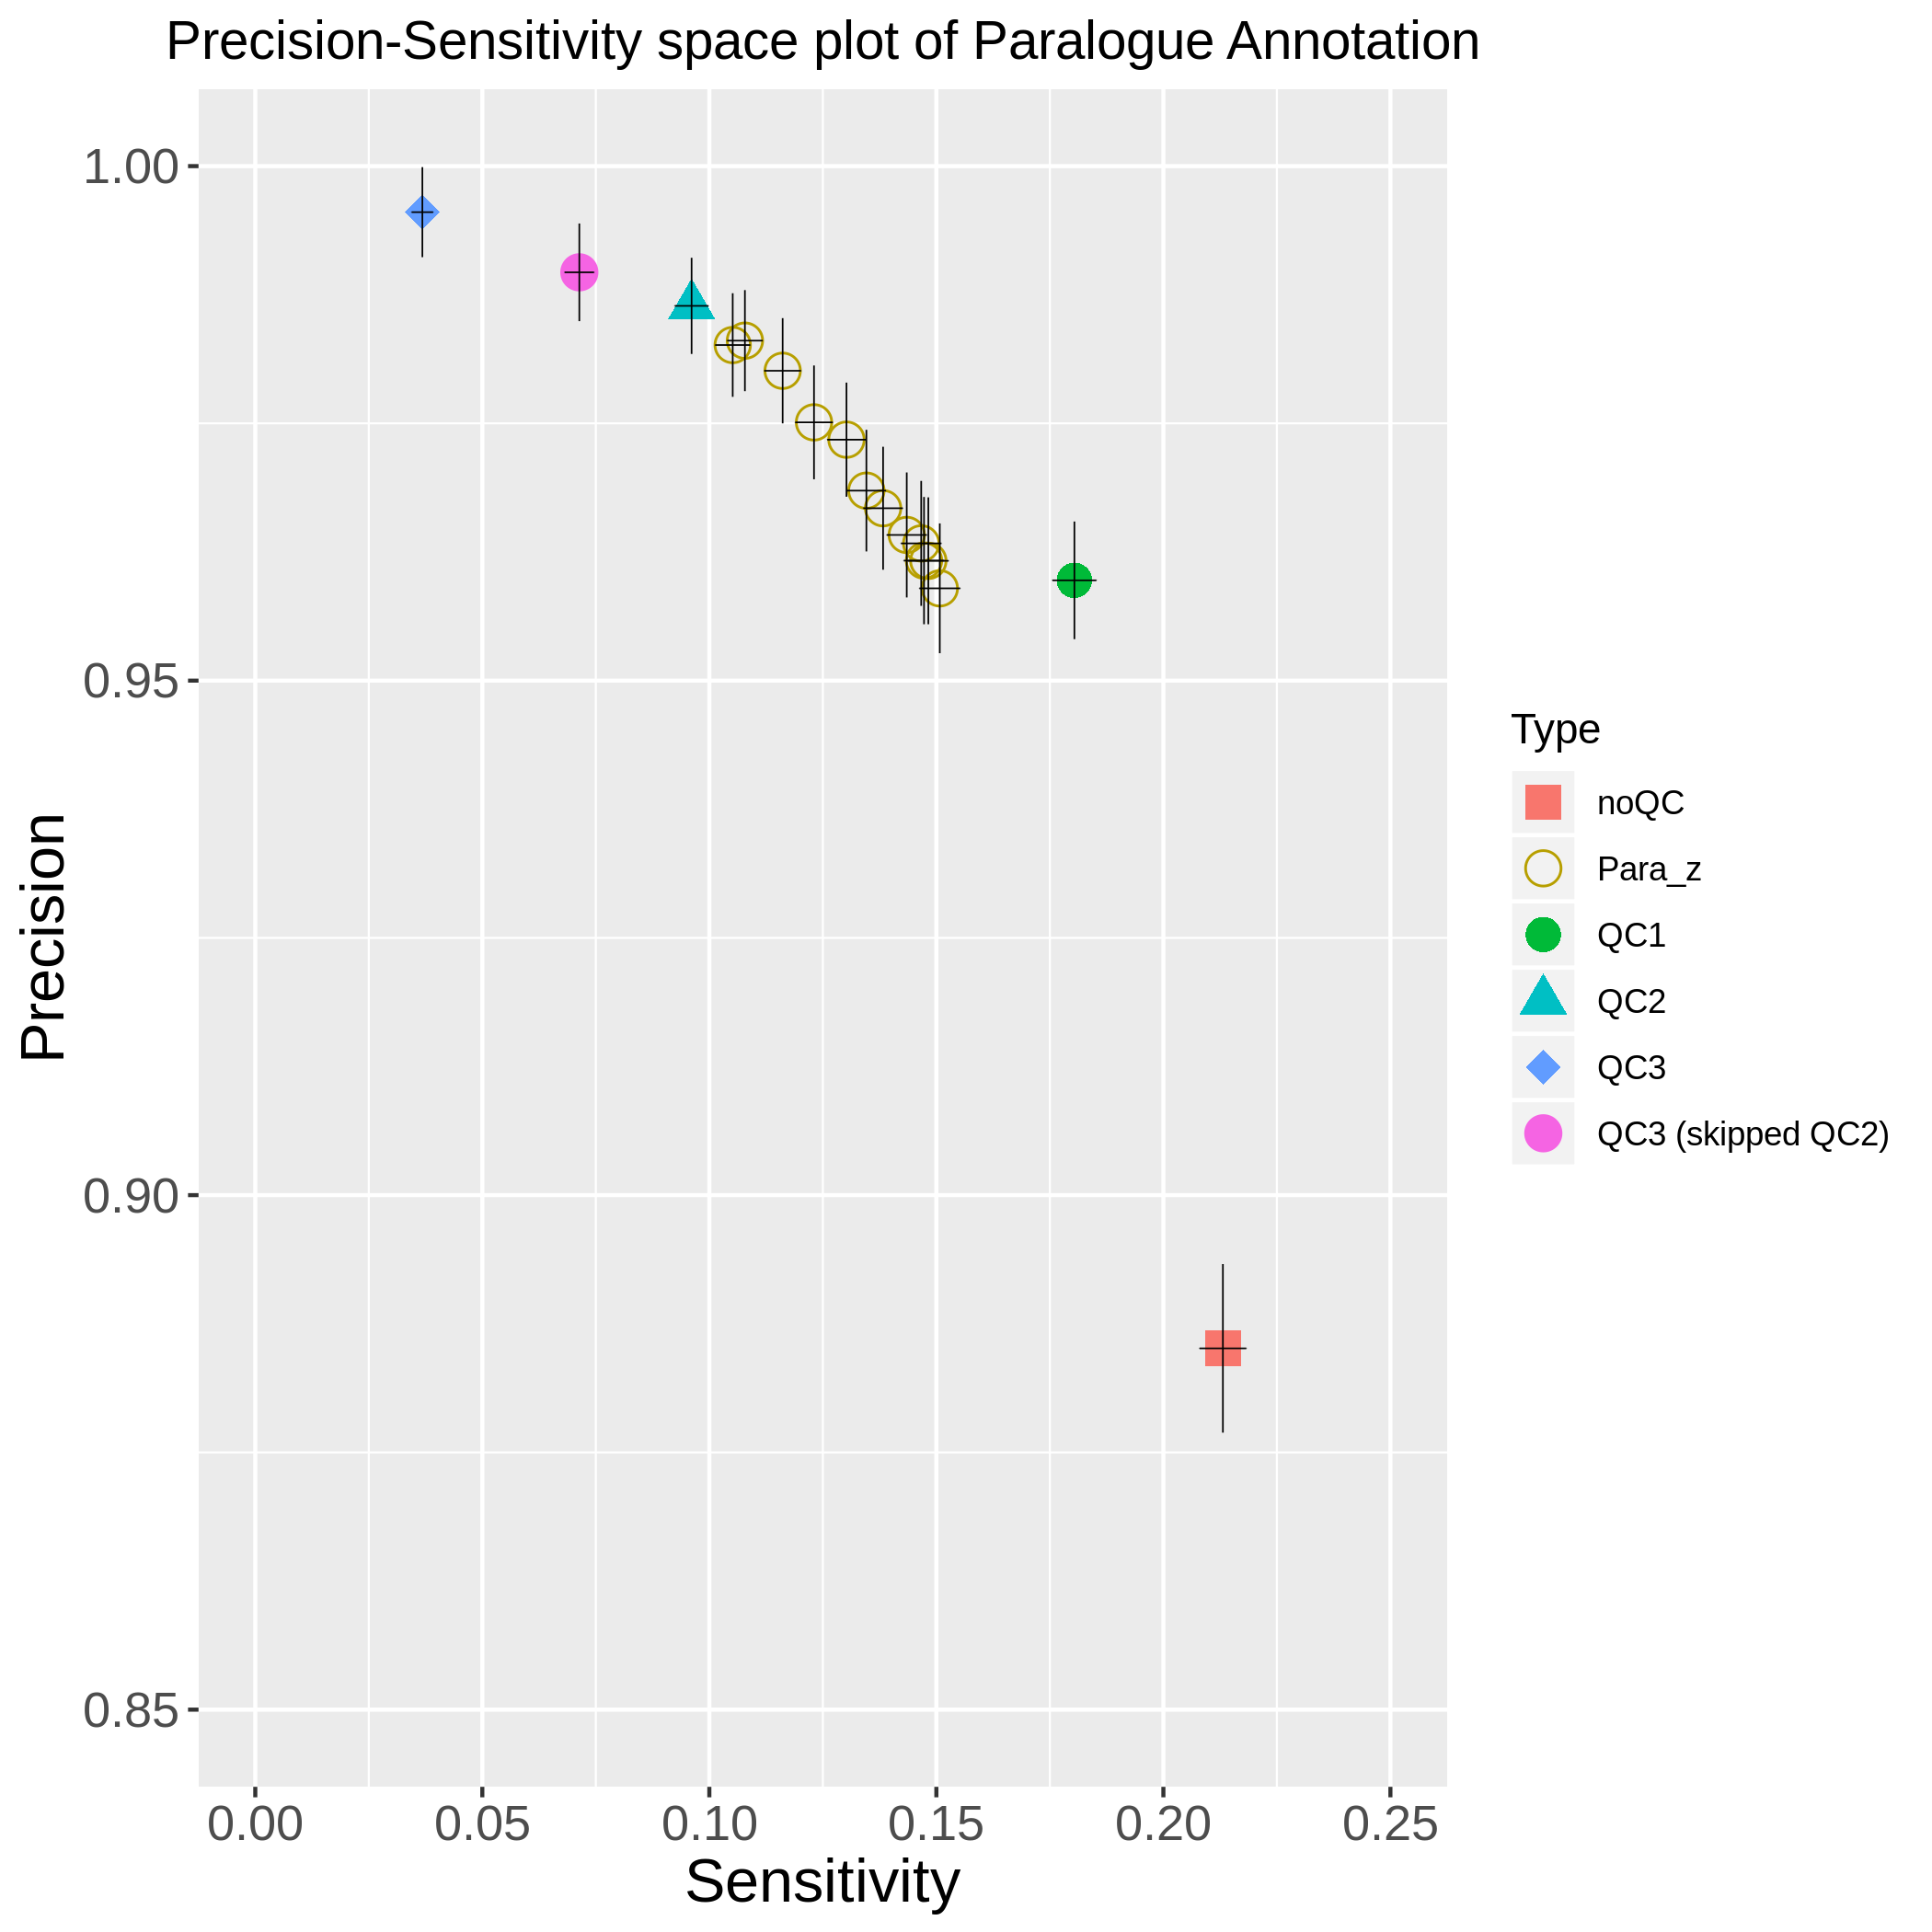 Precision-Sensitivity space plot of Paralogue Annotation
1.00
0.95
0.90
0.85
Precision
0.00 0.05 0.10 0.15 0.20 0.25
Sensitivity
Type
noQC
Para_z
QC1
QC2
QC3
QC3 (skipped QC2)